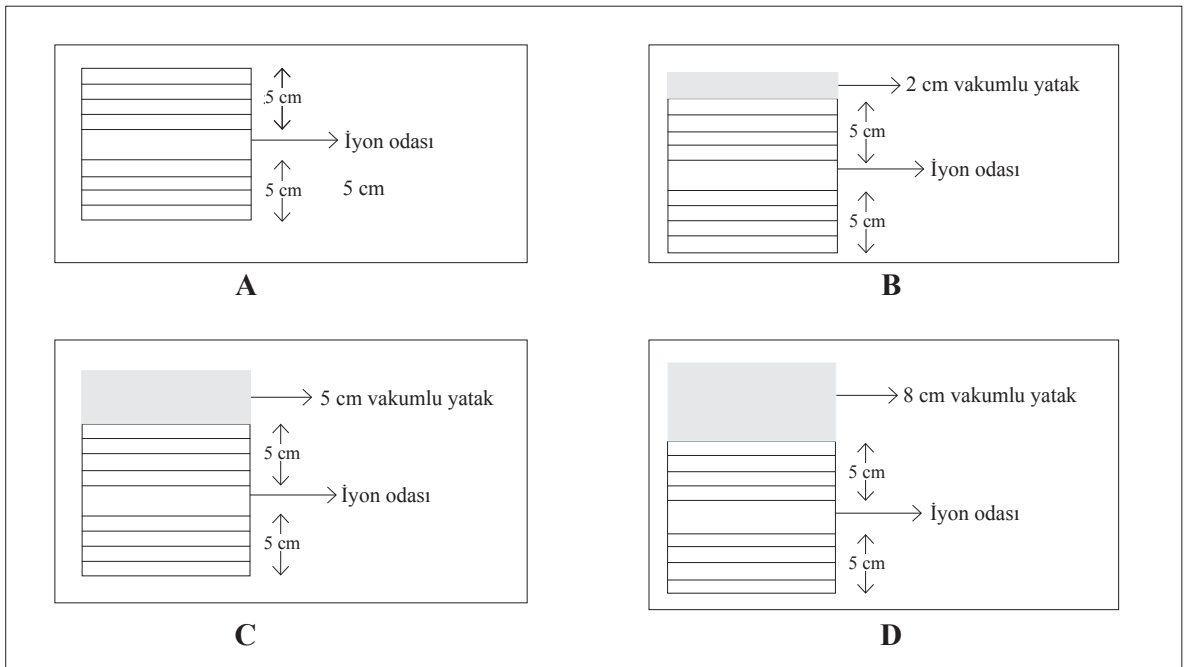 .5 cm
İyon odası
5 cm
5 cm
A
2 cm vakumlu yatak
5 cm
İyon odası
5 cm
B
5 cm vakumlu yatak
5 cm
İyon odası
5 cm
C
8 cm vakumlu yatak
5 cm
İyon odası
5 cm
D